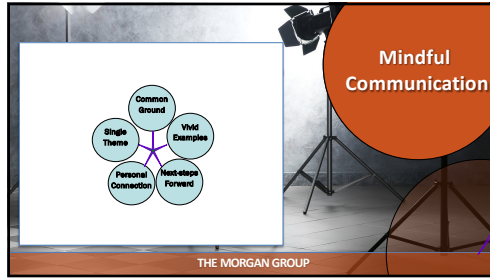 Mindful
Communication
Common
Ground
Vivid
Examples
Next-steps
Forward
Personal
Connection
Single
Theme
THE MORGAN GROUP